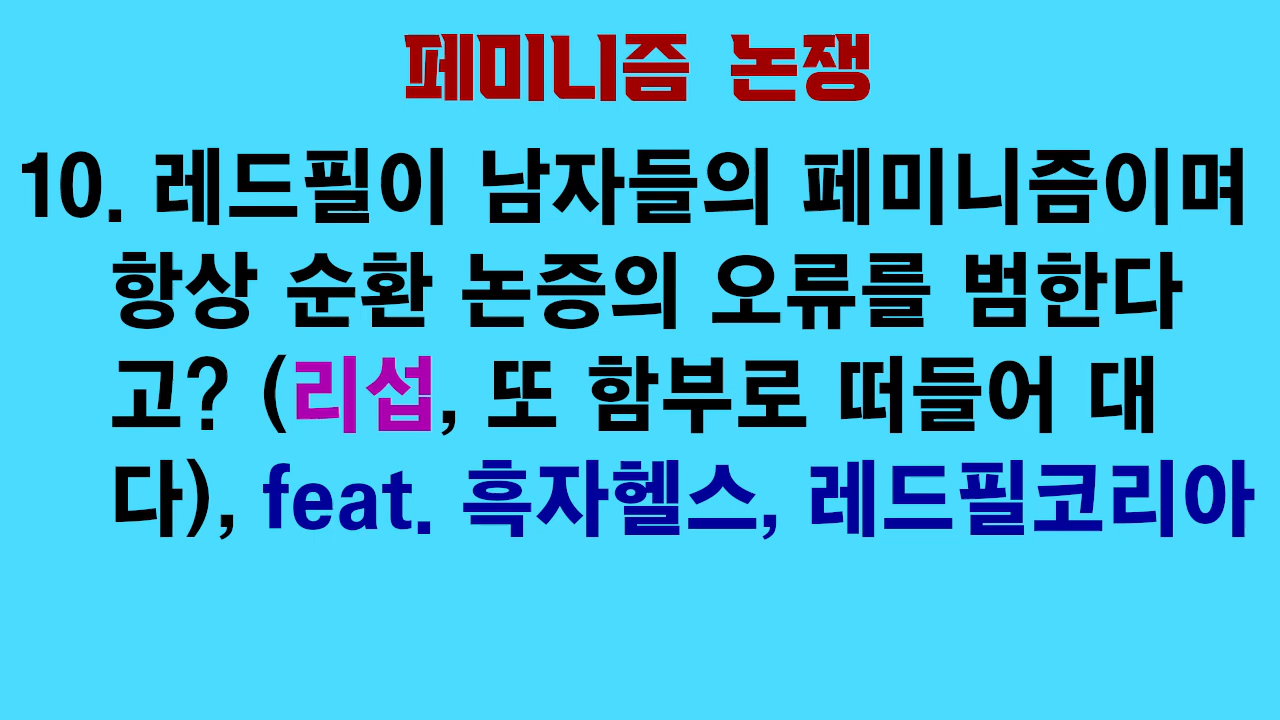 페미니즘 논쟁
10. 레드필이 남자들의 페미니즘이며
항상 순환 논증의 오류를 범한다
고? (리섭, 또 함부로 떠들어 대
다), feat. 흑자헬스, 레드필코리아